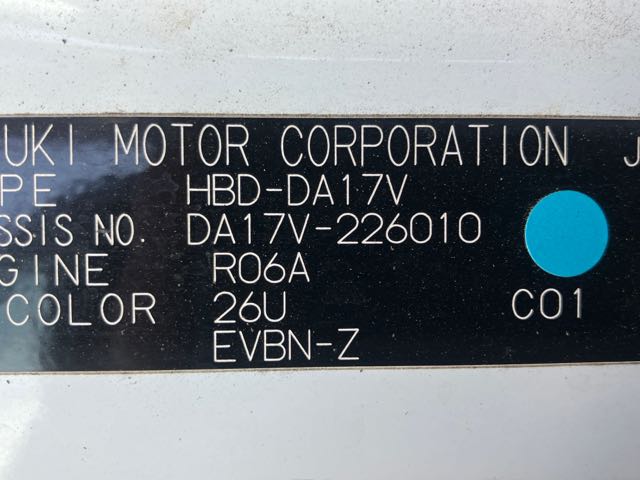 UKI MOTOR CORPORATION J
PE HBD-DA17V
SSIS NO. DA17V-226010
GINE R06A
COLOR 26U C01
EVBN-Z